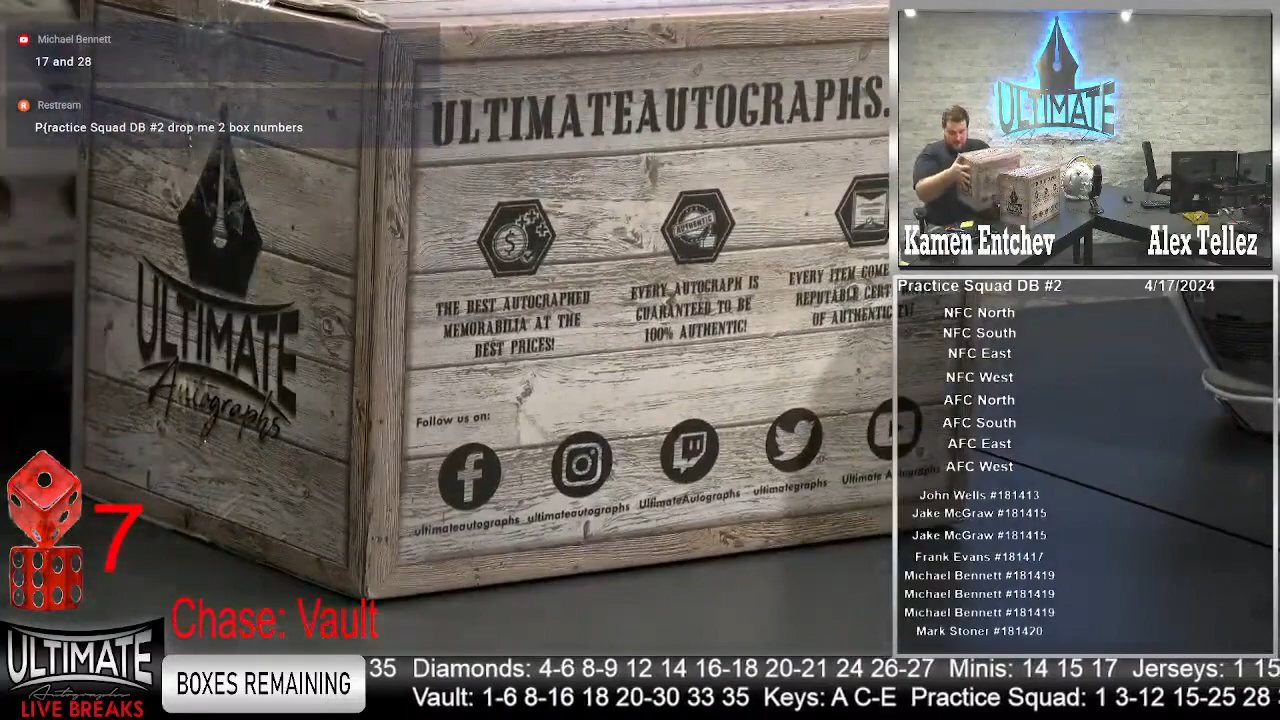 Michael Bennett
17 and 28
Restream
P{ractice Squad DB #2 drop me 2 box numbers
ULTIMATEAUTOGRAPHS.
THE BEST AUTOGRAPHED
MEMORABILIA AT THE
BEST PRICES!
AUTHENTIC
EVERY AUTOGRAPH IS
GUARANTEED TO BE
100% AUTHENTIC!
EVERY ITEM COME
REPUTABLE CERT
OF AUTHENTIC
ULTIMATE
Autographs
Follow us on:
ultimateautographs
ultimateautographs
UltimateAutographs
ultimategraphs
Ultimate Autographs
7
Chase: Vault
ULTIMATE
Autographs
LIVE BREAKS
BOXES REMAINING
ULTIMATE
Kamen Entchev
Alex Tellez
Practice Squad DB #2 4/17/2024
NFC North
NFC South
NFC East
NFC West
AFC North
AFC South
AFC East
AFC West
John Wells #181413
Jake McGraw #181415
Jake McGraw #181415
Frank Evans #181417
Michael Bennett #181419
Michael Bennett #181419
Michael Bennett #181419
Mark Stoner #181420
35 Diamonds: 4-6 8-9 12 14 16-18 20-21 24 26-27 Minis: 14 15 17 Jerseys: 1 15
Vault: 1-6 8-16 18 20-30 33 35 Keys: A C-E Practice Squad: 1 3-12 15-25 28